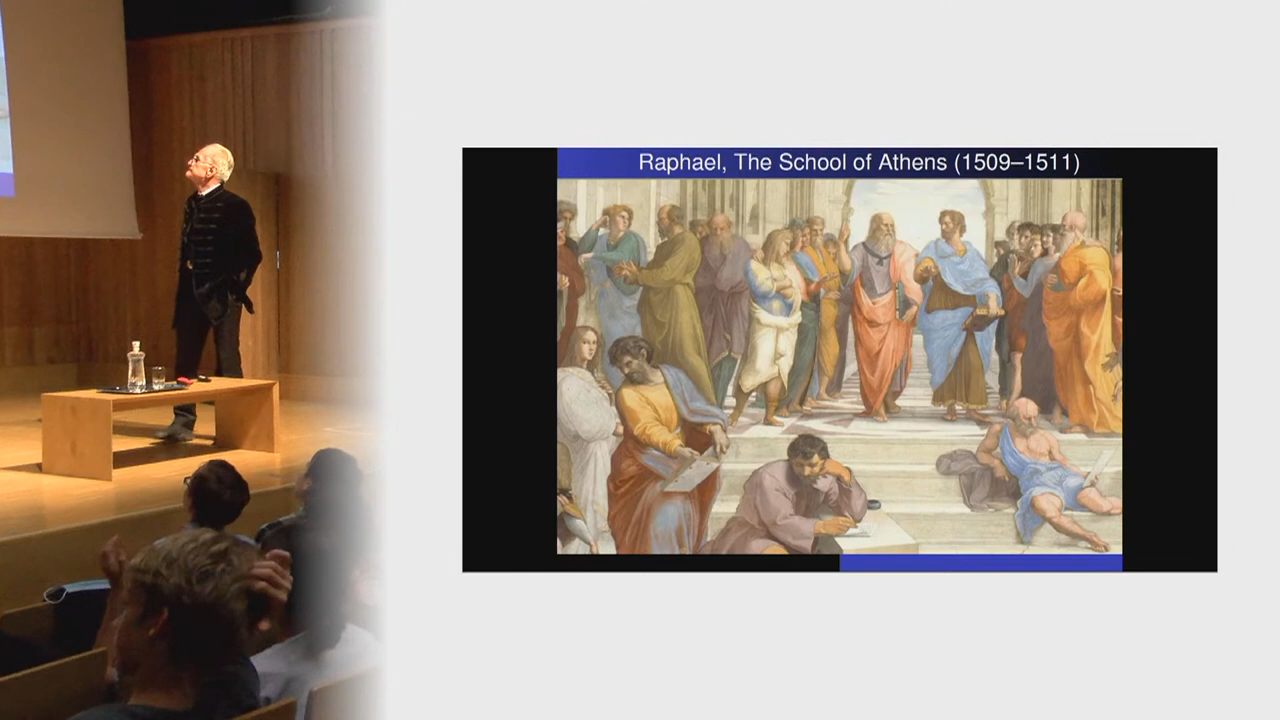 Raphael, The School of Athens (1509–1511)